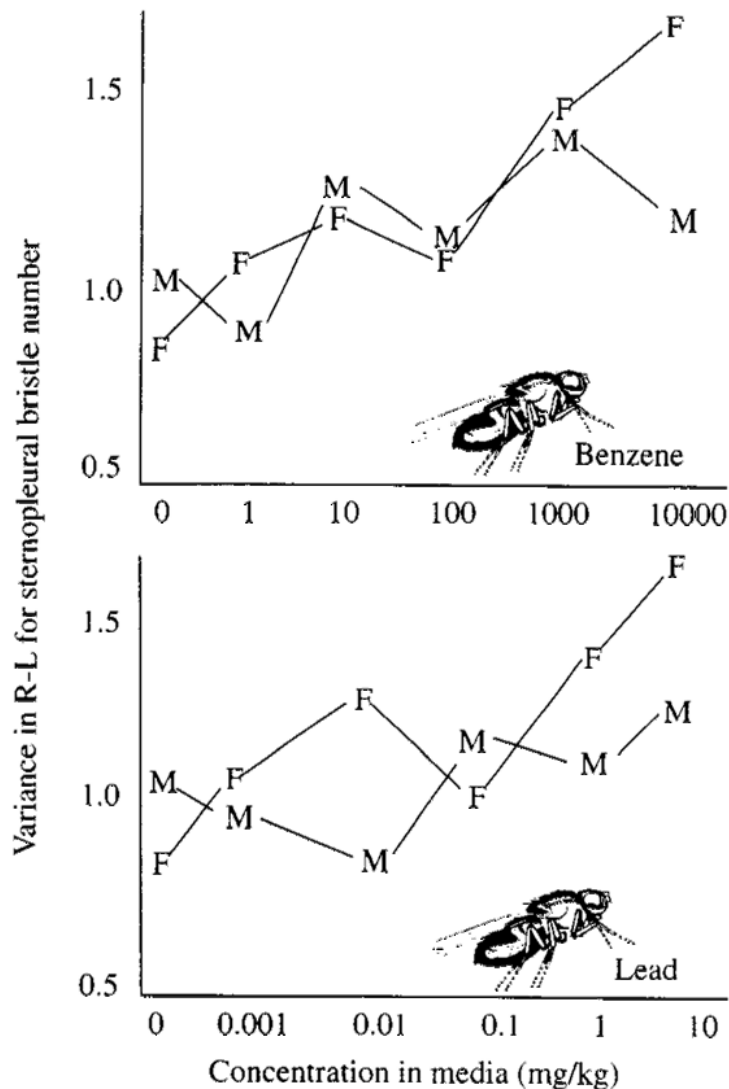 Variance in R-L for sternopleural bristle number
1.5
1.0
0.5
F
M
F
M
M
F
M
F
F
M
F
M
Benzene
0 1 10 100 1000 10000
1.5
1.0
0.5
M
F
F
M
F
M
M
F
F
M
F
M
Lead
0 0.001 0.01 0.1 1 10
Concentration in media (mg/kg)